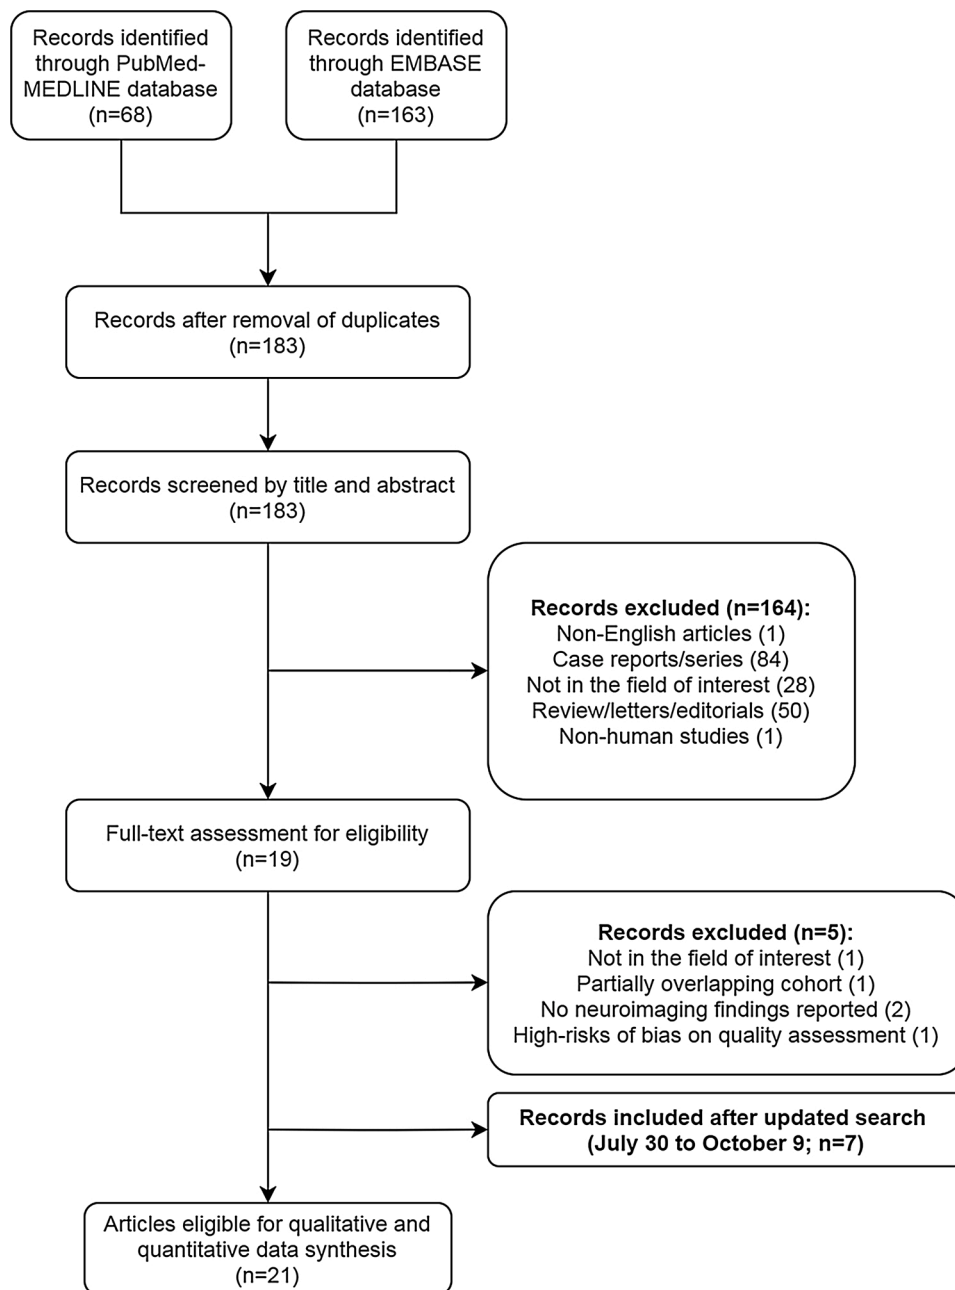 Records identified
through PubMed-
MEDLINE database
(n=68)
Records identified
through EMBASE
database
(n=163)
Records after removal of duplicates
(n=183)
Records screened by title and abstract
(n=183)
Records excluded (n=164):
Non-English articles (1)
Case reports/series (84)
Not in the field of interest (28)
Review/letters/editorials (50)
Non-human studies (1)
Full-text assessment for eligibility
(n=19)
Records excluded (n=5):
Not in the field of interest (1)
Partially overlapping cohort (1)
No neuroimaging findings reported (2)
High-risks of bias on quality assessment (1)
Records included after updated search
(July 30 to October 9; n=7)
Articles eligible for qualitative and
quantitative data synthesis
(n=21)